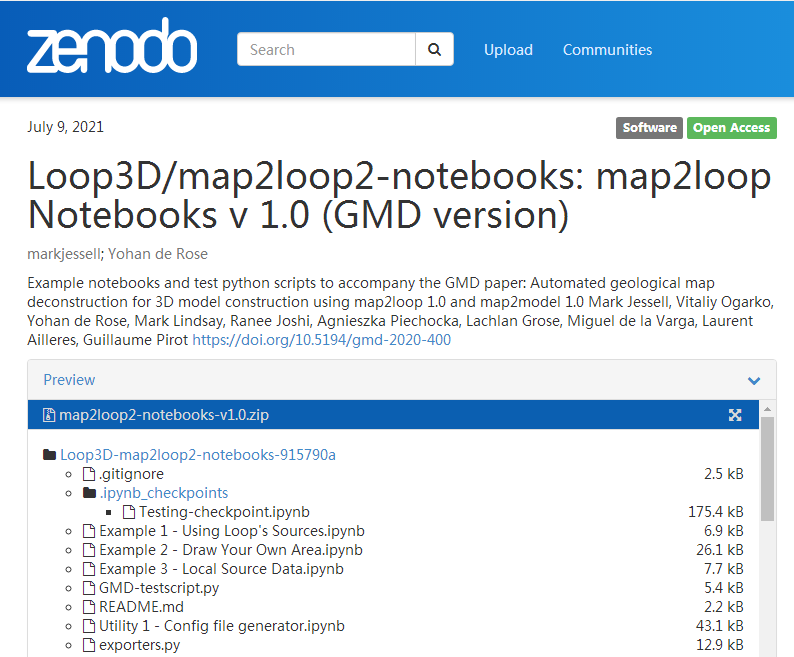 zenodo
Search
Upload
Communities
July 9, 2021
Software
Open Access
Loop3D/map2loop2-notebooks: map2loop
Notebooks v 1.0 (GMD version)
markjessell; Yohan de Rose
Example notebooks and test python scripts to accompany the GMD paper: Automated geological map
deconstruction for 3D model construction using map2loop 1.0 and map2model 1.0 Mark Jessell, Vitaliy Ogarko,
Yohan de Rose, Mark Lindsay, Ranee Joshi, Agnieszka Piechocka, Lachlan Grose, Miguel de la Varga, Laurent
Ailleres, Guillaume Pirot https://doi.org/10.5194/gmd-2020-400
Preview
map2loop2-notebooks-v1.0.zip
Loop3D-map2loop2-notebooks-915790a
.gitignore 2.5 kB
.ipynb_checkpoints
Testing-checkpoint.ipynb 175.4 kB
Example 1 - Using Loop's Sources.ipynb 6.9 kB
Example 2 - Draw Your Own Area.ipynb 26.1 kB
Example 3 - Local Source Data.ipynb 7.7 kB
GMD-testscript.py 5.4 kB
README.md 2.2 kB
Utility 1 - Config file generator.ipynb 43.1 kB
exporters.py 12.9 kB